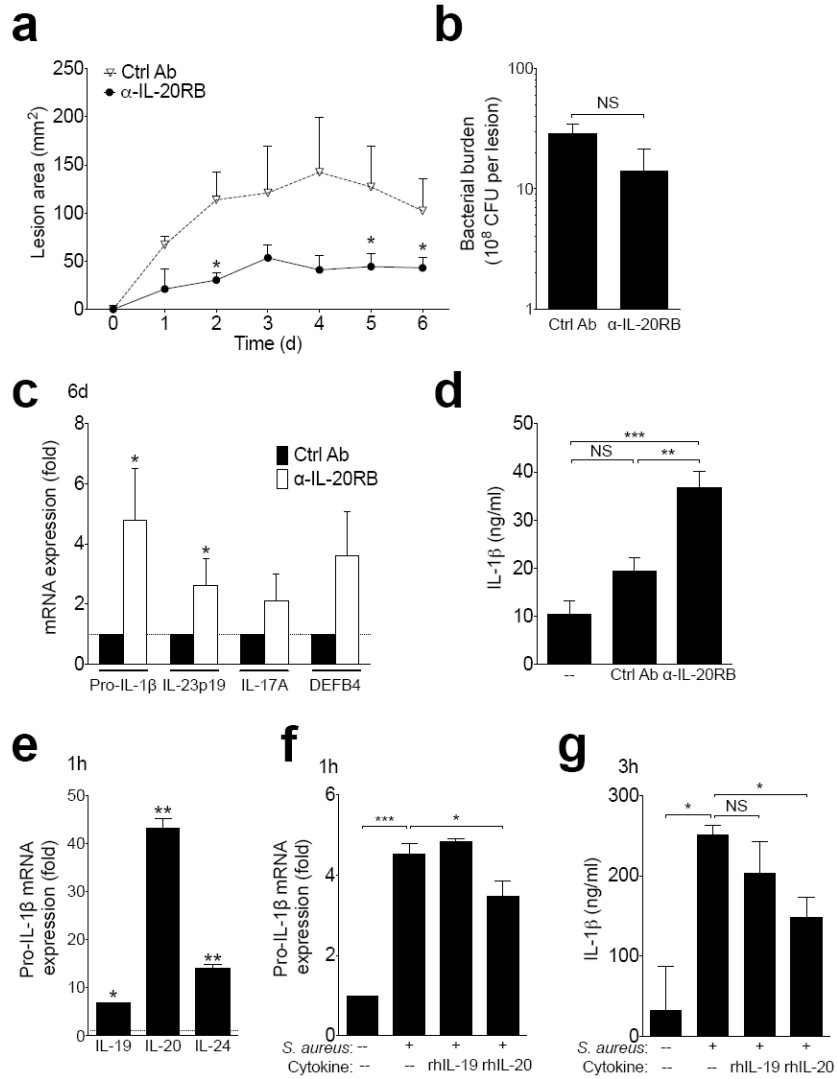 a
Ctrl Ab
α-IL-20RB
250
200
150
100
50
0
Lesion area (mm²)
*
*
*
0 1 2 3 4 5 6
Time (d)
b
100
10
1
Bacterial burden
(10⁸ CFU per lesion)
NS
Ctrl Ab α-IL-20RB
c
6d
8
6
4
2
0
mRNA expression (fold)
Ctrl Ab
α-IL-20RB
*
*
Pro-IL-1β IL-23p19 IL-17A DEFB4
d
50
40
30
20
10
0
IL-1β (ng/ml)
***
NS
**
-- Ctrl Ab α-IL-20RB
e
1h
50
40
30
20
10
0
Pro-IL-1β mRNA
expression (fold)
*
**
**
IL-19 IL-20 IL-24
f
1h
6
4
2
0
Pro-IL-1β mRNA
expression (fold)
***
*
S. aureus: -- + + +
Cytokine: -- -- rhIL-19 rhIL-20
g
3h
300
200
100
0
IL-1β (ng/ml)
*
*
NS
S. aureus: -- + + +
Cytokine: -- -- rhIL-19 rhIL-20